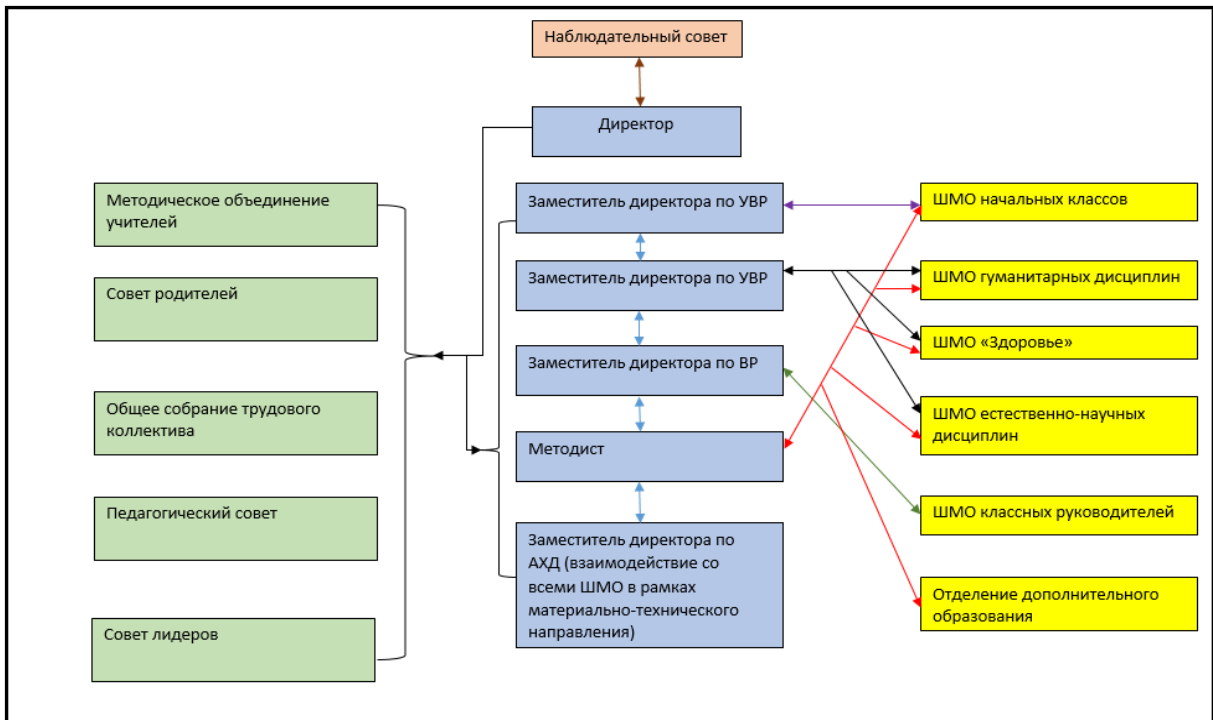 Наблюдательный совет
Директор
Методическое объединение
учителей
Совет родителей
Общее собрание трудового
коллектива
Педагогический совет
Совет лидеров
Заместитель директора по УВР
Заместитель директора по УВР
Заместитель директора по ВР
Методист
Заместитель директора по
АХД (взаимодействие со
всеми ШМО в рамках
материально-технического
направления)
ШМО начальных классов
ШМО гуманитарных дисциплин
ШМО «Здоровье»
ШМО естественно-научных
дисциплин
ШМО классных руководителей
Отделение дополнительного
образования